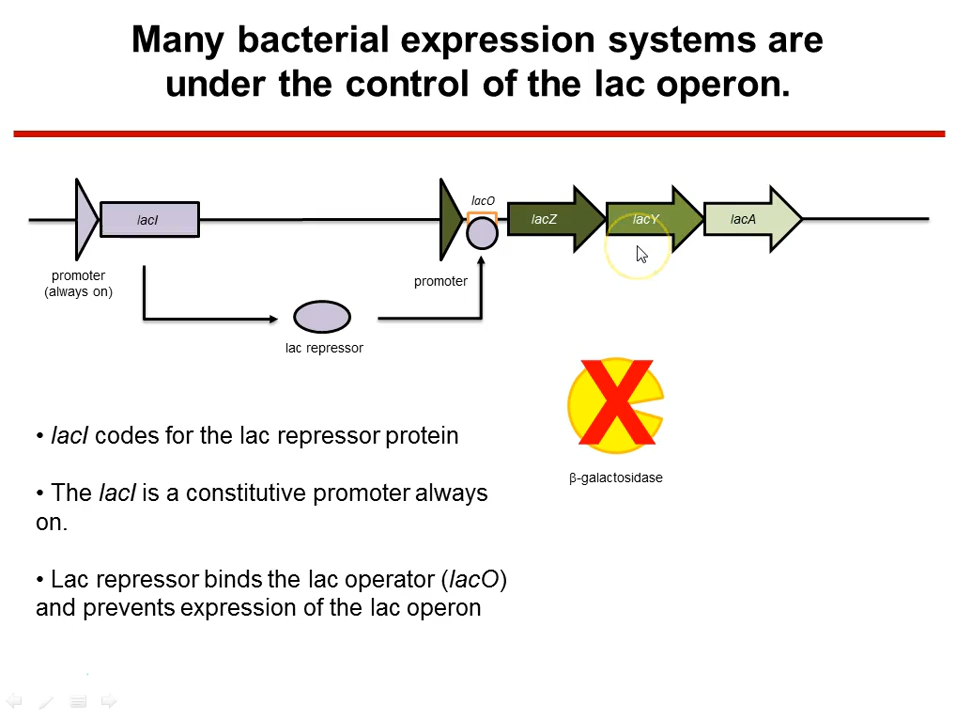 Many bacterial expression systems are
under the control of the lac operon.
lacO
lacI
lacZ
lacY
lacA
promoter
(always on)
promoter
lac repressor
X
β-galactosidase
• lacI codes for the lac repressor protein
• The lacI is a constitutive promoter always
on.
• Lac repressor binds the lac operator (lacO)
and prevents expression of the lac operon